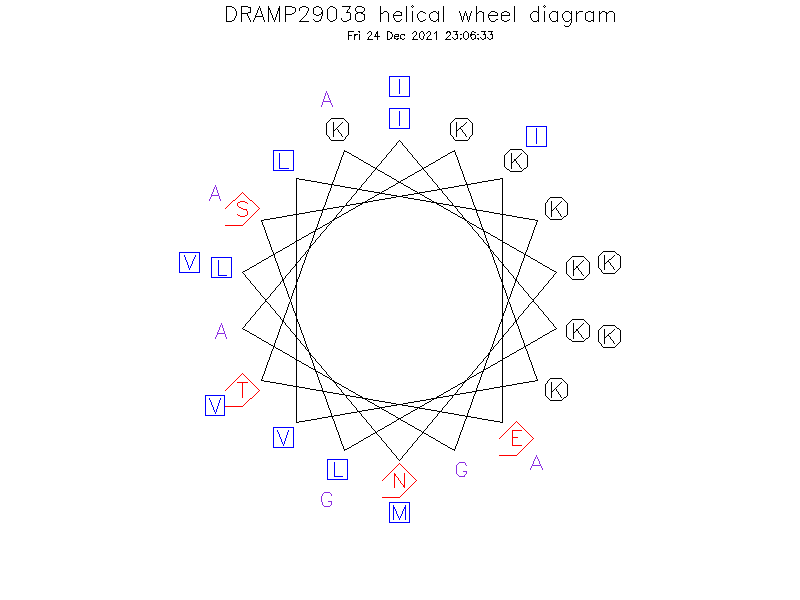 DRAMP29038 helical wheel diagram
Fri 24 Dec 2021 23:06:33
I
A
I
K
K
I
L
K
A
S
K
V
L
K
K
A
K
K
T
K
V
V
E
L
G
A
N
G
M